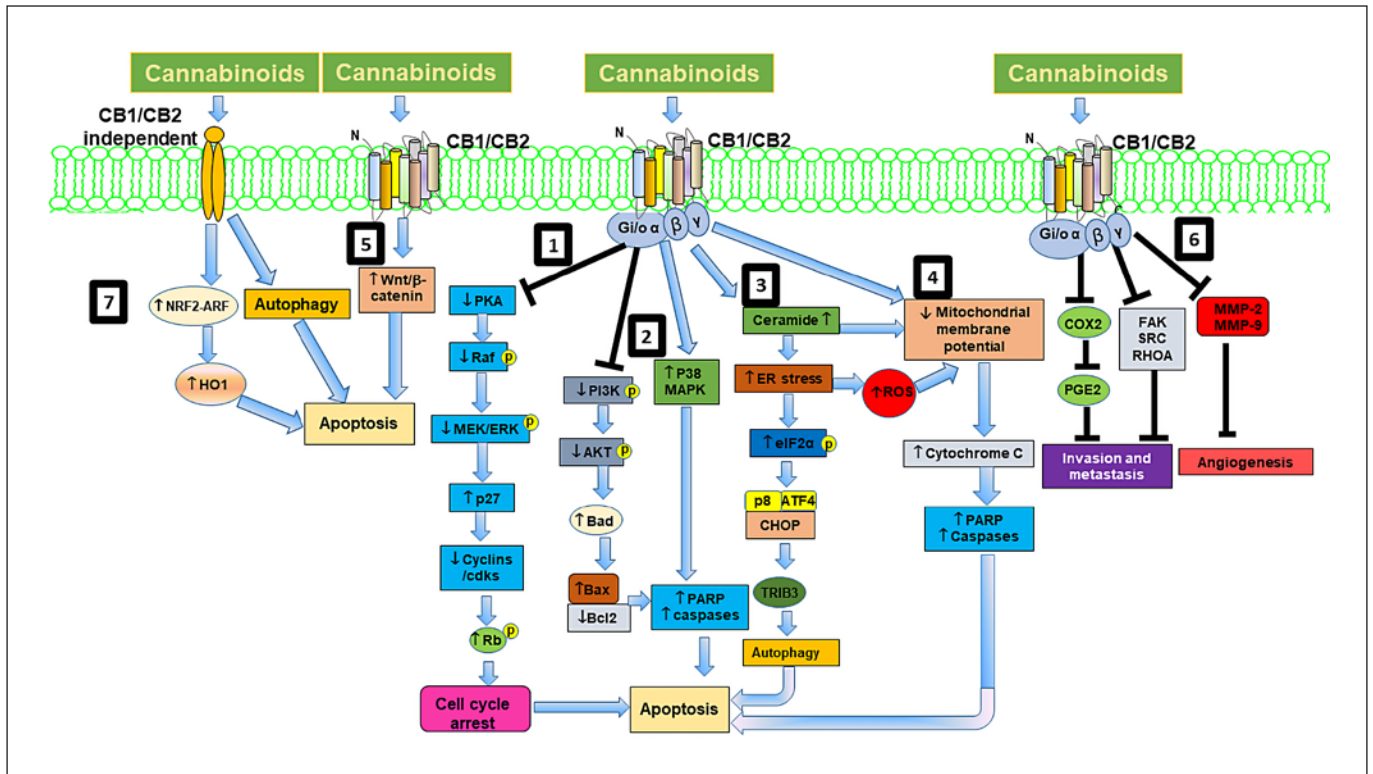 Cannabinoids
Cannabinoids
Cannabinoids
Cannabinoids
CB1/CB2
independent
N
CB1/CB2
N
CB1/CB2
N
CB1/CB2
Gi/o α
β
γ
Gi/o α
β
γ
7
↑NRF2-ARF
↑HO1
Autophagy
5
↑Wnt/β-
catenin
Apoptosis
1
↓PKA
↓Raf
p
↓MEK/ERK
p
↑p27
↓Cyclins
/cdks
↑Rb
p
Cell cycle
arrest
2
↓PI3K
p
↓AKT
p
↑Bad
↑Bax
↓Bcl2
↑P38
MAPK
↑PARP
↑caspases
Apoptosis
3
Ceramide ↑
↑ER stress
↑ROS
↑eIF2α
p
p8
ATF4
CHOP
TRIB3
Autophagy
4
↓ Mitochondrial
membrane
potential
↑Cytochrome C
↑PARP
↑Caspases
6
COX2
PGE2
FAK
SRC
RHOA
MMP-2
MMP-9
Invasion and
metastasis
Angiogenesis